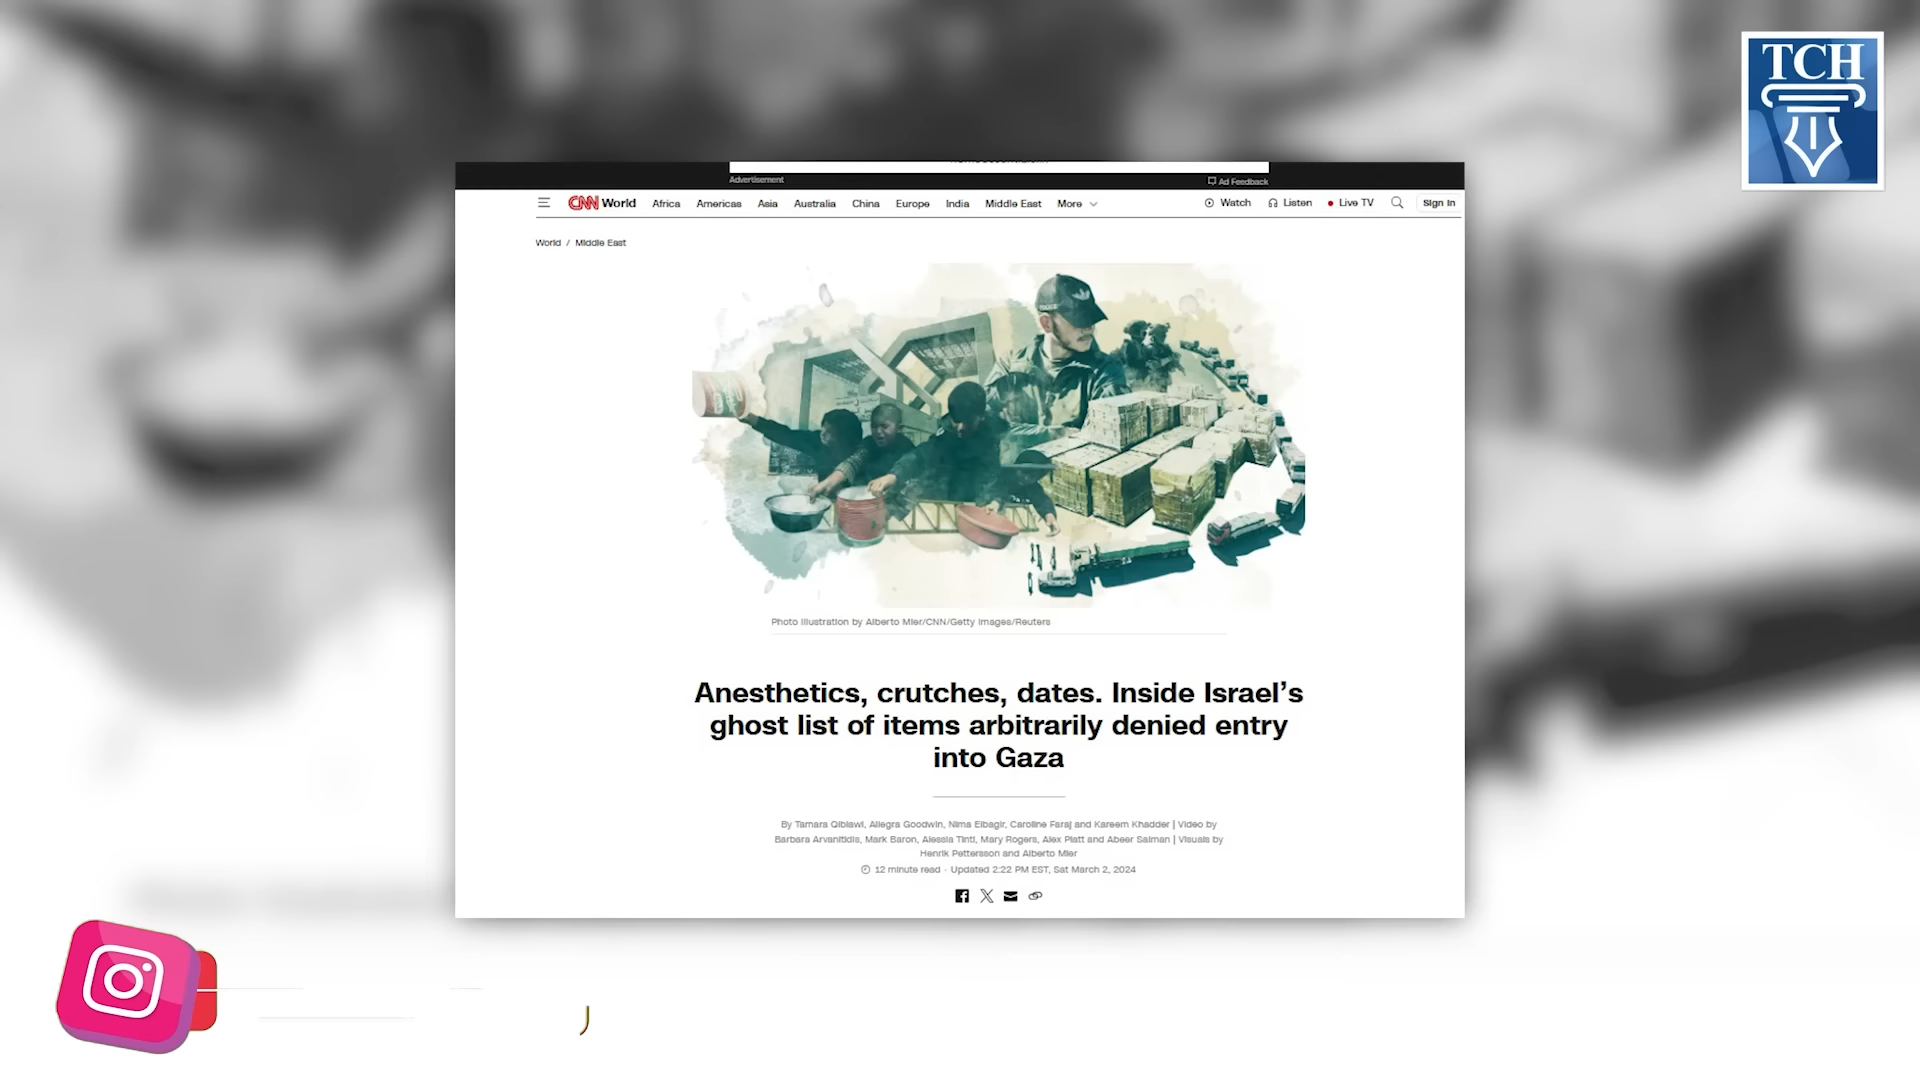 TCH
Advertisement
Ad Feedback
CNN World Africa Americas Asia Australia China Europe India Middle East More Watch Listen Live TV Sign in
World / Middle East
Photo Illustration by Alberto Mier/CNN/Getty Images/Reuters
Anesthetics, crutches, dates. Inside Israel’s
ghost list of items arbitrarily denied entry
into Gaza
By Tamara Qiblawi, Allegra Goodwin, Nima Elbagir, Caroline Faraj and Kareem Khadder | Video by
Barbara Arvanitidis, Mark Baron, Alessia Tinti, Mary Rogers, Alex Platt and Abeer Salman | Visuals by
Henrik Pettersson and Alberto Mier
12 minute read · Updated 2:22 PM EST, Sat March 2, 2024